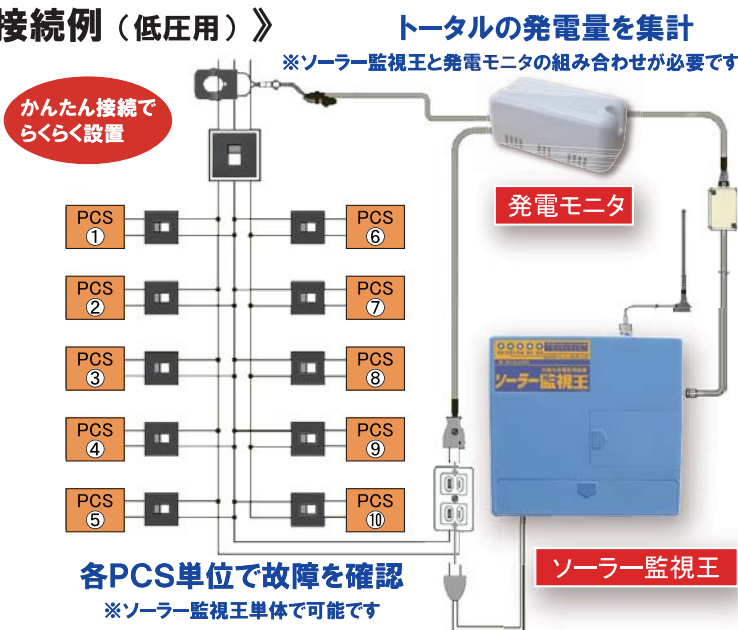 接続例（低圧用）》
トータルの発電量を集計
※ソーラー監視王と発電モニタの組み合わせが必要です
かんたん接続で
らくらく設置
発電モニタ
PCS
①
PCS
⑥
PCS
②
PCS
⑦
PCS
③
PCS
⑧
PCS
④
PCS
⑨
PCS
⑤
PCS
⑩
ソーラー監視王
ソーラー監視王
各PCS単位で故障を確認
※ソーラー監視王単体で可能です